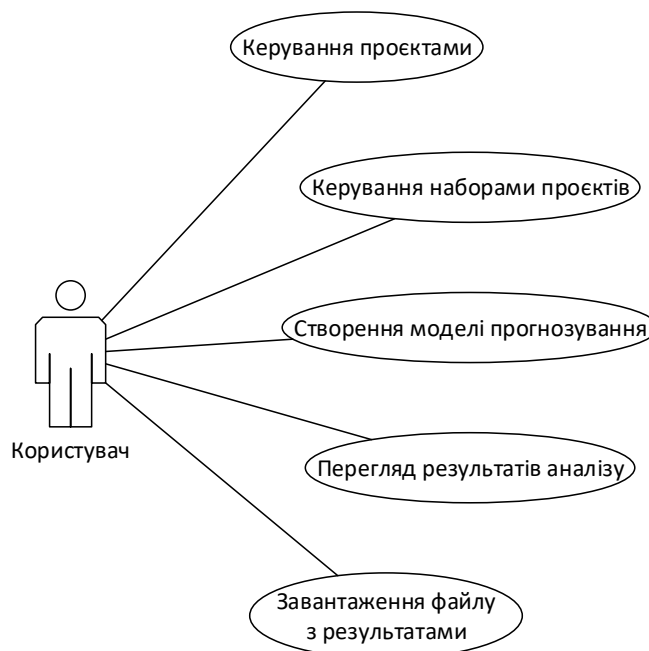 Керування проєктами
Керування наборами проєктів
Створення моделі прогнозування
Користувач
Перегляд результатів аналізу
Завантаження файлу
з результатами